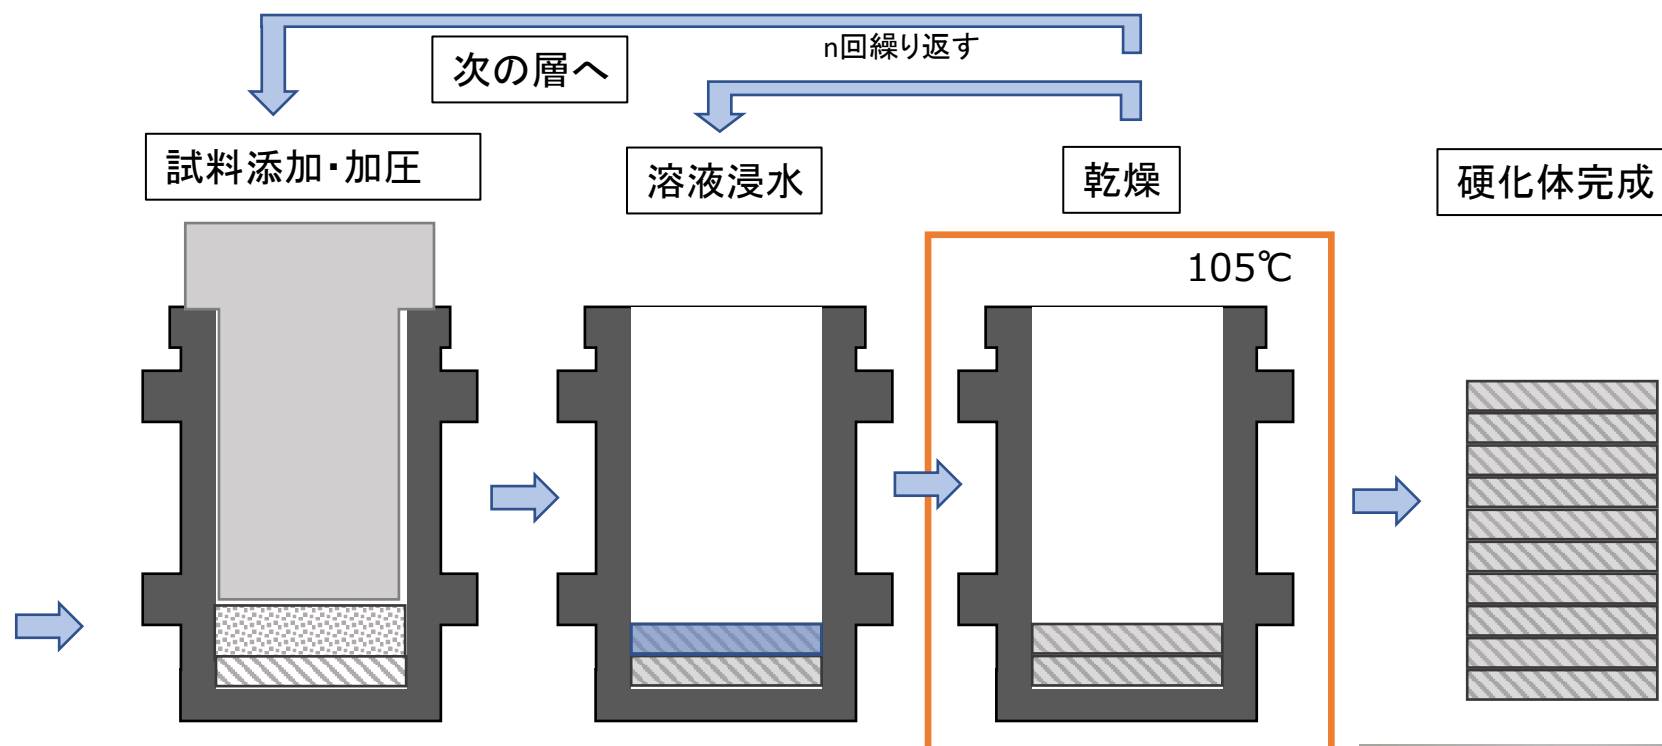 n回繰り返す
次の層へ
試料添加・加圧
溶液浸水
乾燥
硬化体完成
105℃